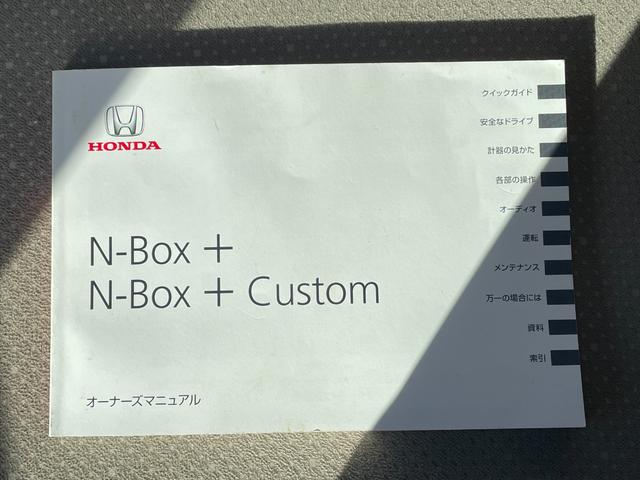 HONDA
N-Box +
N-Box + Custom
オーナーズマニュアル
クイックガイド
安全なドライブ
計器の見かた
各部の操作
オーディオ
運転
メンテナンス
万一の場合には
資料
索引